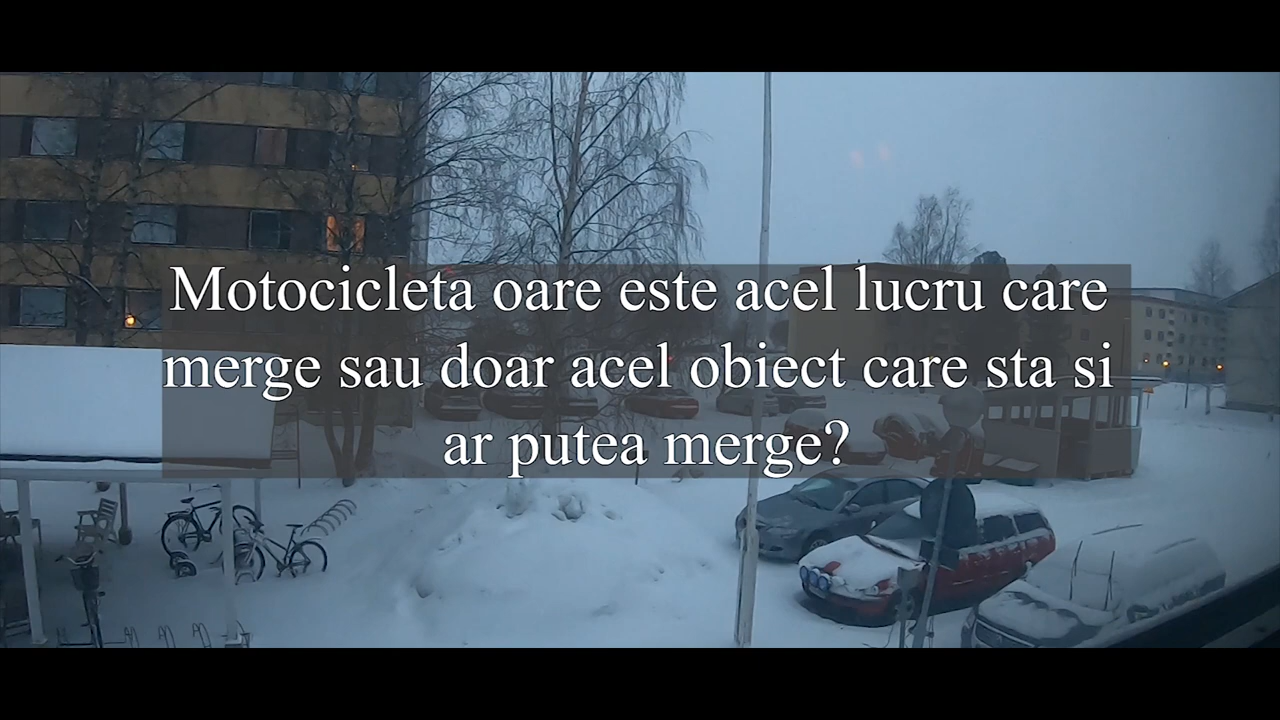 Motocicleta oare este acel lucru care
merge sau doar acel obiect care sta si
ar putea merge?